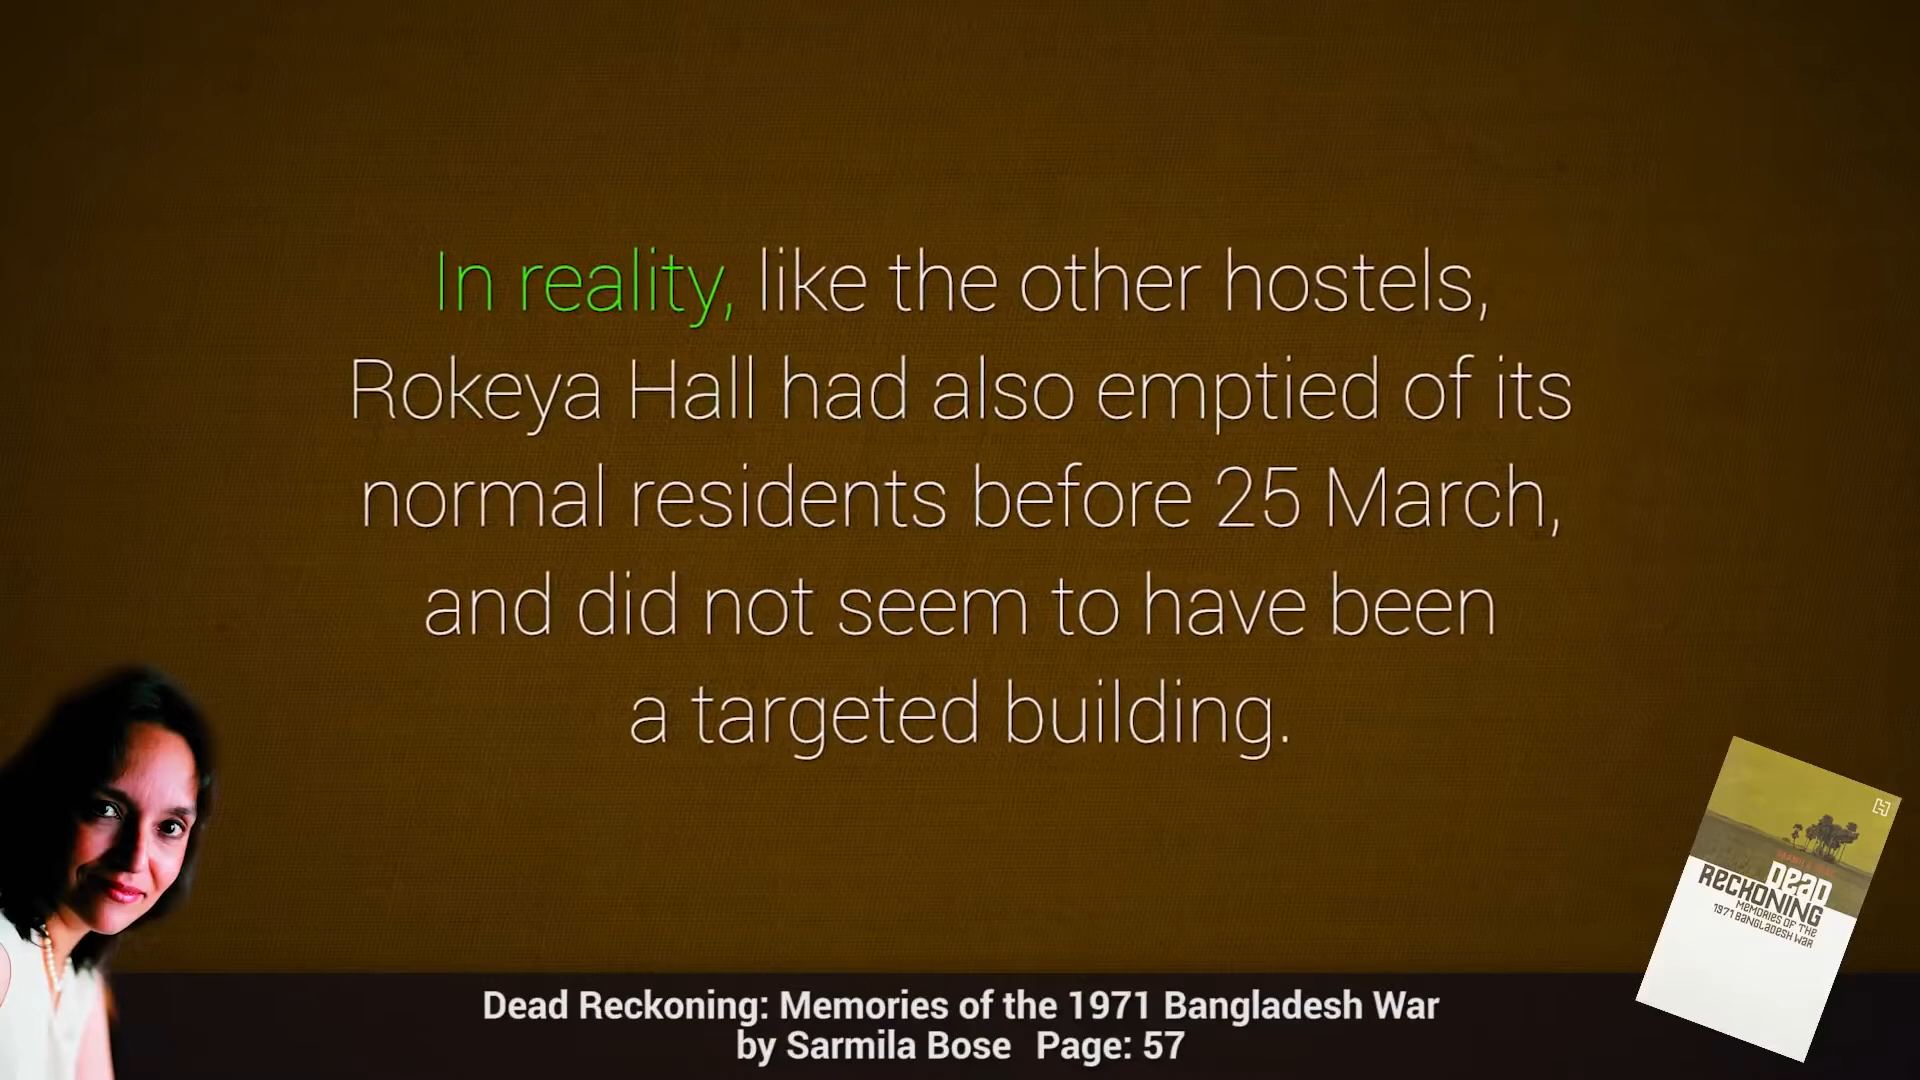 In reality, like the other hostels,
Rokeya Hall had also emptied of its
normal residents before 25 March,
and did not seem to have been
a targeted building.
DEAD
RECKONING
MEMORIES OF THE
1971 BANGLADESH WAR
Dead Reckoning: Memories of the 1971 Bangladesh War
by Sarmila Bose Page: 57